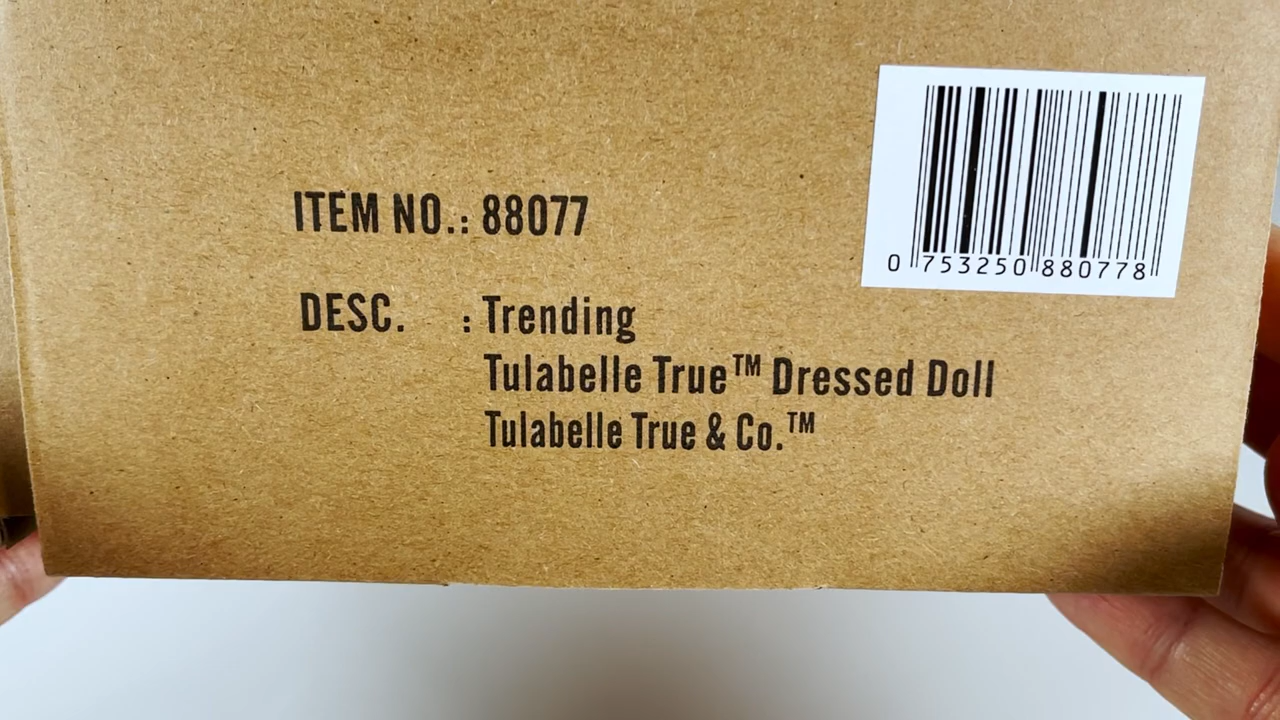 ITEM NO.: 88077
DESC. : Trending
Tulabelle True™ Dressed Doll
Tulabelle True & Co.™
0 753250 880778